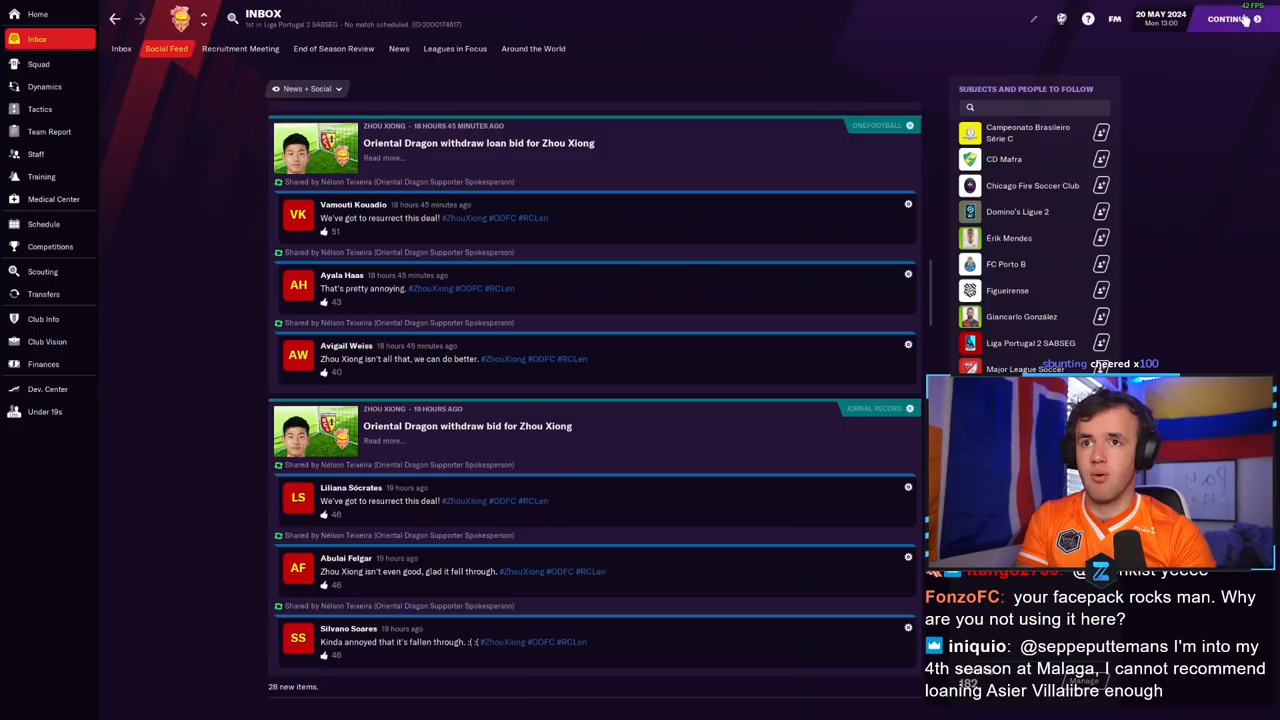 Home
Inbox
Squad
Dynamics
Tactics
Team Report
Staff
Training
Medical Center
Schedule
Competitions
Scouting
Transfers
Club Info
Club Vision
Finances
Dev. Center
Under 19s
INBOX
1st in Liga Portugal 2 SABSEG - No match scheduled. (ID:2000174617)
FM
20 MAY 2024
Mon 13:00
42 FPS
CONTINUE
Inbox
Social Feed
Recruitment Meeting
End of Season Review
News
Leagues in Focus
Around the World
News + Social
ZHOU XIONG - 18 HOURS 45 MINUTES AGO
ONEFOOTBALL
Oriental Dragon withdraw loan bid for Zhou Xiong
Read more...
Shared by Nélson Teixeira (Oriental Dragon Supporter Spokesperson)
VK
Vamouti Kouadio 18 hours 45 minutes ago
We've got to resurrect this deal! #ZhouXiong #ODFC #RCLen
51
Shared by Nélson Teixeira (Oriental Dragon Supporter Spokesperson)
AH
Ayala Haas 18 hours 45 minutes ago
That's pretty annoying. #ZhouXiong #ODFC #RCLen
43
Shared by Nélson Teixeira (Oriental Dragon Supporter Spokesperson)
AW
Avigail Weiss 18 hours 45 minutes ago
Zhou Xiong isn't all that, we can do better. #ZhouXiong #ODFC #RCLen
40
ZHOU XIONG - 19 HOURS AGO
JORNAL RECORD
Oriental Dragon withdraw bid for Zhou Xiong
Read more...
Shared by Nélson Teixeira (Oriental Dragon Supporter Spokesperson)
LS
Liliana Sócrates 19 hours ago
We've got to resurrect this deal! #ZhouXiong #ODFC #RCLen
46
Shared by Nélson Teixeira (Oriental Dragon Supporter Spokesperson)
AF
Abulai Felgar 19 hours ago
Zhou Xiong isn't even good, glad it fell through. #ZhouXiong #ODFC #RCLen
46
Shared by Nélson Teixeira (Oriental Dragon Supporter Spokesperson)
SS
Silvano Soares 19 hours ago
Kinda annoyed that it's fallen through. :( :( #ZhouXiong #ODFC #RCLen
46
28 new items.
SUBJECTS AND PEOPLE TO FOLLOW
Campeonato Brasileiro
Série C
CD Mafra
Chicago Fire Soccer Club
Domino's Ligue 2
Érik Mendes
FC Porto B
Figueirense
Giancarlo González
Liga Portugal 2 SABSEG
Major League Soccer
sbunting cheered x100
FonzoFC: your facepack rocks man. Why
are you not using it here?
iniquio: @seppeputtemans I'm into my
4th season at Malaga, I cannot recommend
loaning Asier Villalibre enough
182
Manage